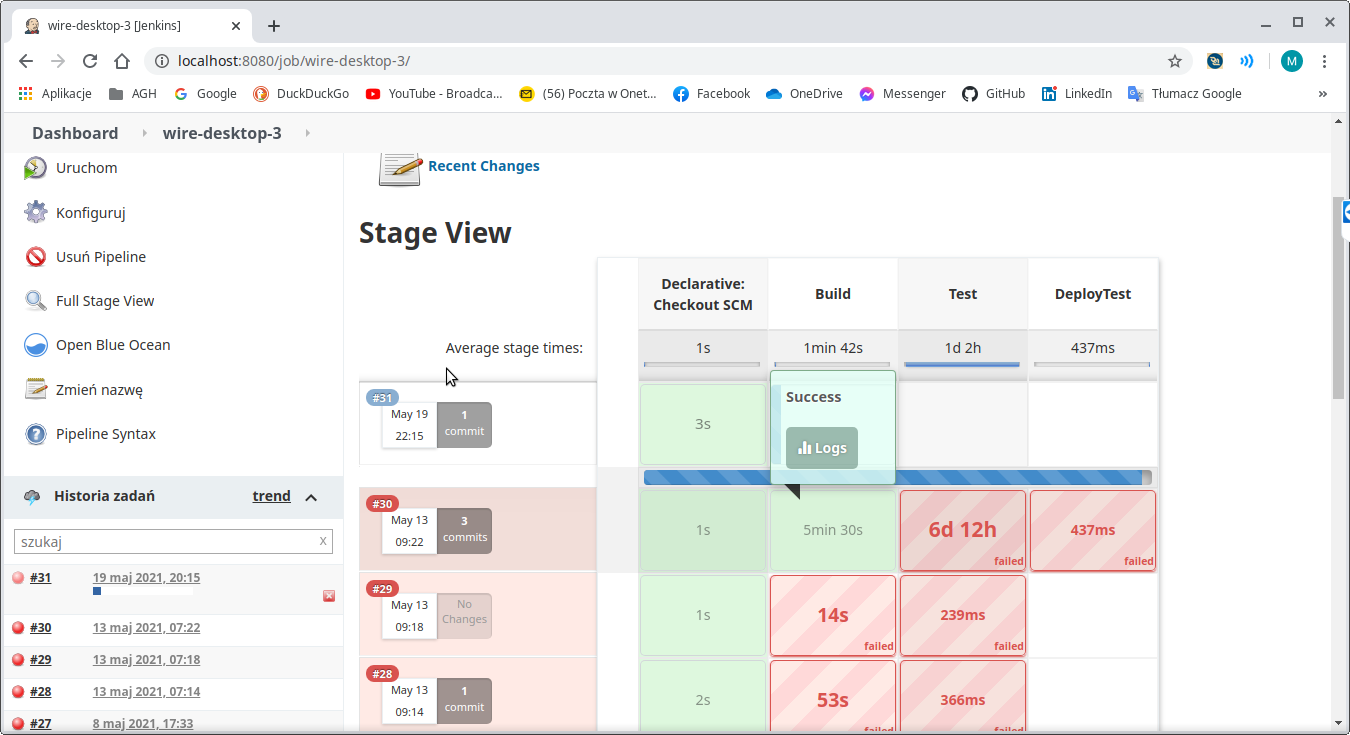 wire-desktop-3 [Jenkins]
localhost:8080/job/wire-desktop-3/
M
Aplikacje
AGH
Google
DuckDuckGo
YouTube - Broadca...
(56) Poczta w Onet...
Facebook
OneDrive
Messenger
GitHub
LinkedIn
Tłumacz Google
»
Dashboard
wire-desktop-3
Uruchom
Konfiguruj
Usuń Pipeline
Full Stage View
Open Blue Ocean
Zmień nazwę
Pipeline Syntax
Historia zadań
trend
szukaj
x
#31
19 maj 2021, 20:15
#30
13 maj 2021, 07:22
#29
13 maj 2021, 07:18
#28
13 maj 2021, 07:14
#27
8 maj 2021, 17:33
Recent Changes
Stage View
Declarative:
Checkout SCM
Build
Test
DeployTest
Average stage times:
1s
1min 42s
1d 2h
437ms
#31
May 19
22:15
1
commit
3s
Success
Logs
#30
May 13
09:22
3
commits
1s
5min 30s
6d 12h
failed
437ms
failed
#29
May 13
09:18
No
Changes
1s
14s
failed
239ms
failed
#28
May 13
09:14
1
commit
2s
53s
failed
366ms
failed